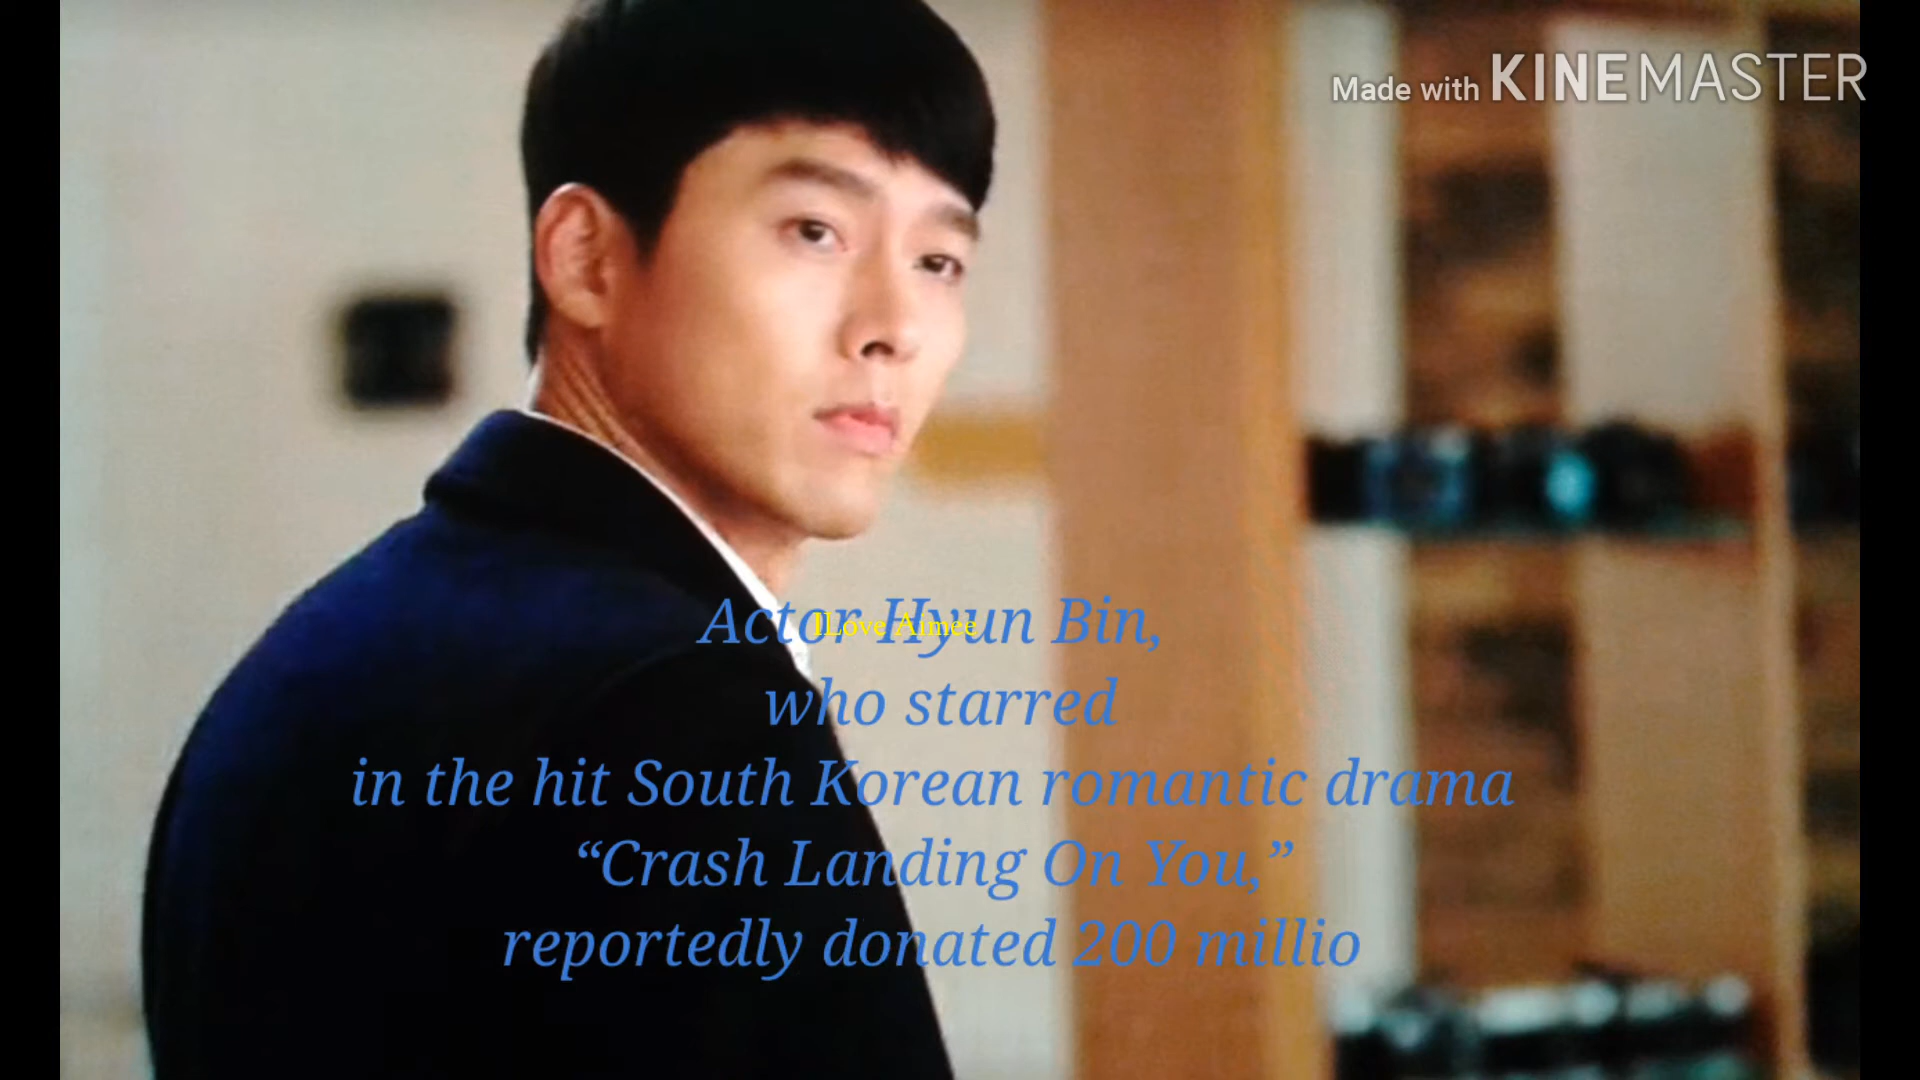 Made with KINEMASTER
Actor Hyun Bin,
ILove Aimee
who starred
in the hit South Korean romantic drama
“Crash Landing On You,”
reportedly donated 200 millio